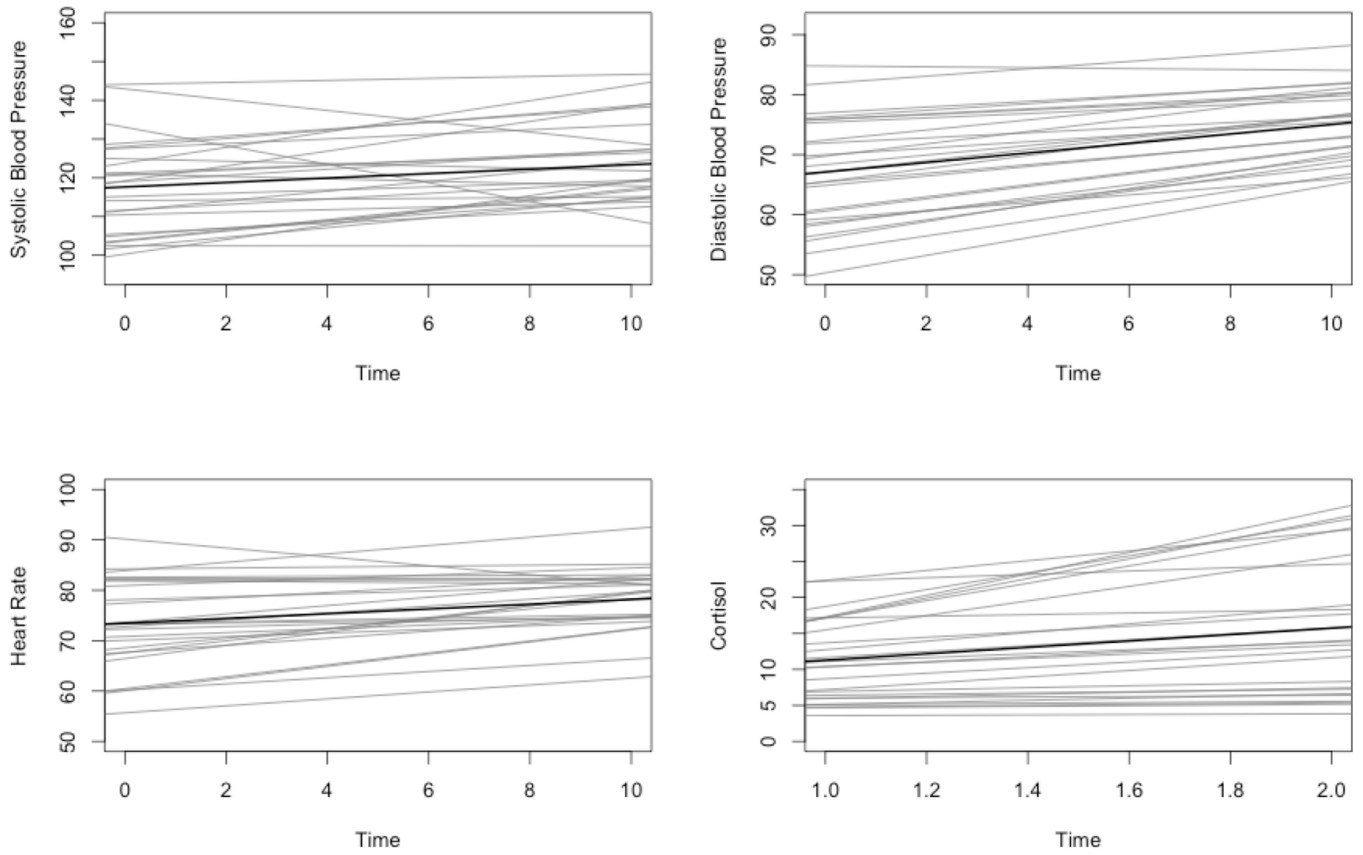 Systolic Blood Pressure
160
140
120
100
0 2 4 6 8 10
Time
Diastolic Blood Pressure
90
80
70
60
50
0 2 4 6 8 10
Time
Heart Rate
100
90
80
70
60
50
0 2 4 6 8 10
Time
Cortisol
30
20
10
5
0
1.0 1.2 1.4 1.6 1.8 2.0
Time